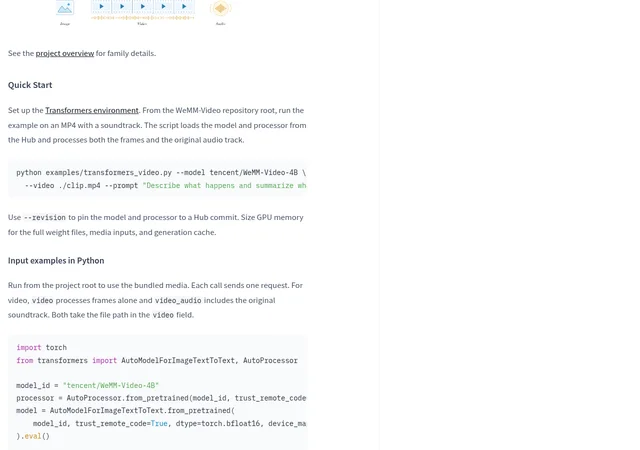 Image Video Audio
See the project overview for family details.
Quick Start
Set up the Transformers environment. From the WeMM-Video repository root, run the
example on an MP4 with a soundtrack. The script loads the model and processor from
the Hub and processes both the frames and the original audio track.
python examples/transformers_video.py --model tencent/WeMM-Video-4B \
--video ./clip.mp4 --prompt "Describe what happens and summarize wh
Use --revision to pin the model and processor to a Hub commit. Size GPU memory
for the full weight files, media inputs, and generation cache.
Input examples in Python
Run from the project root to use the bundled media. Each call sends one request. For
video, video processes frames alone and video_audio includes the original
soundtrack. Both take the file path in the video field.
import torch
from transformers import AutoModelForImageTextToText, AutoProcessor
model_id = "tencent/WeMM-Video-4B"
processor = AutoProcessor.from_pretrained(model_id, trust_remote_code
model = AutoModelForImageTextToText.from_pretrained(
model_id, trust_remote_code=True, dtype=torch.bfloat16, device_ma
).eval()